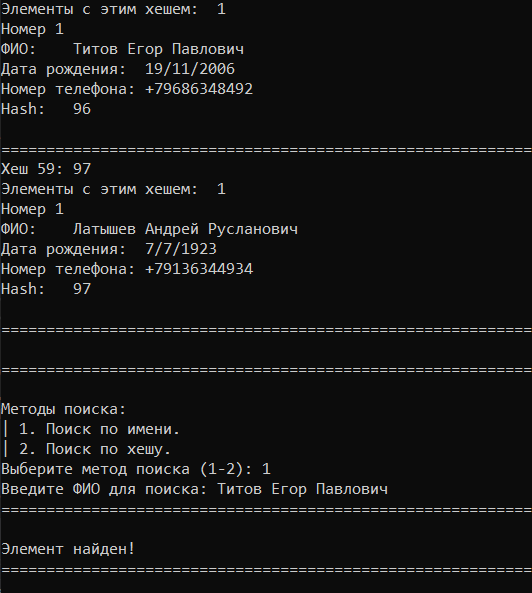 Элементы с этим хешем:  1
Номер 1
ФИО:    Титов Егор Павлович
Дата рождения:  19/11/2006
Номер телефона: +79686348492
Hash:   96
===========================================================
Хеш 59: 97
Элементы с этим хешем:  1
Номер 1
ФИО:    Латышев Андрей Русланович
Дата рождения:  7/7/1923
Номер телефона: +79136344934
Hash:   97
===========================================================
===========================================================
Методы поиска:
| 1. Поиск по имени.
| 2. Поиск по хешу.
Выберите метод поиска (1-2): 1
Введите ФИО для поиска: Титов Егор Павлович
===========================================================
Элемент найден!
===========================================================